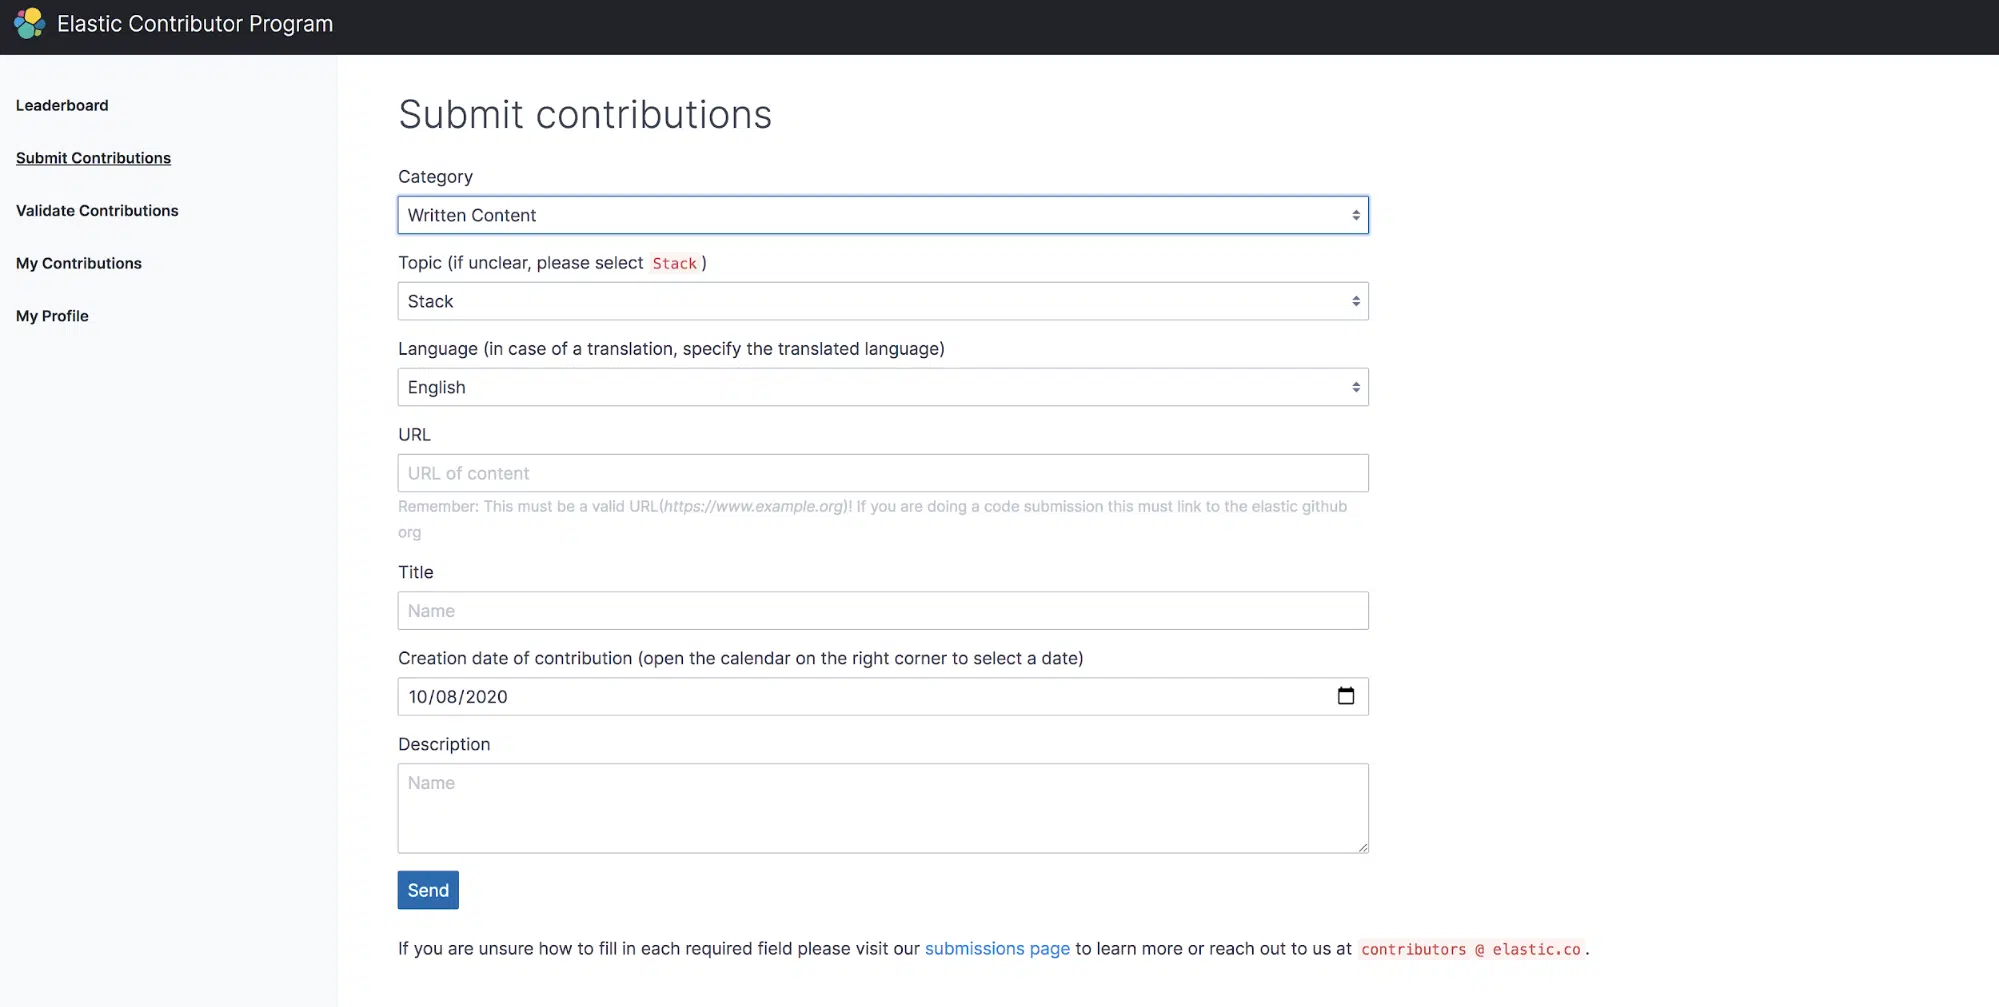 Elastic Contributor Program
Leaderboard
Submit Contributions
Validate Contributions
My Contributions
My Profile
Submit contributions
Category
Written Content
Topic (if unclear, please select Stack )
Stack
Language (in case of a translation, specify the translated language)
English
URL
URL of content
Remember: This must be a valid URL(https://www.example.org)! If you are doing a code submission this must link to the elastic github
org
Title
Name
Creation date of contribution (open the calendar on the right corner to select a date)
10/08/2020
Description
Name
Send
If you are unsure how to fill in each required field please visit our submissions page to learn more or reach out to us at contributors @ elastic.co .